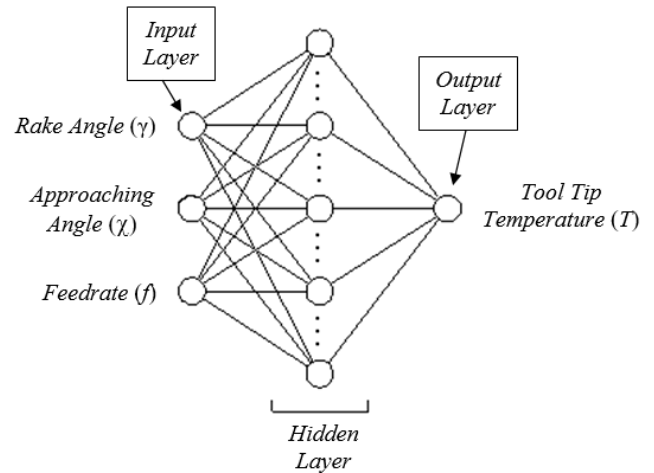 Input
Layer
Output
Layer
Rake Angle (γ)
Approaching
Angle (χ)
Feedrate (f)
Tool Tip
Temperature (T)
Hidden
Layer